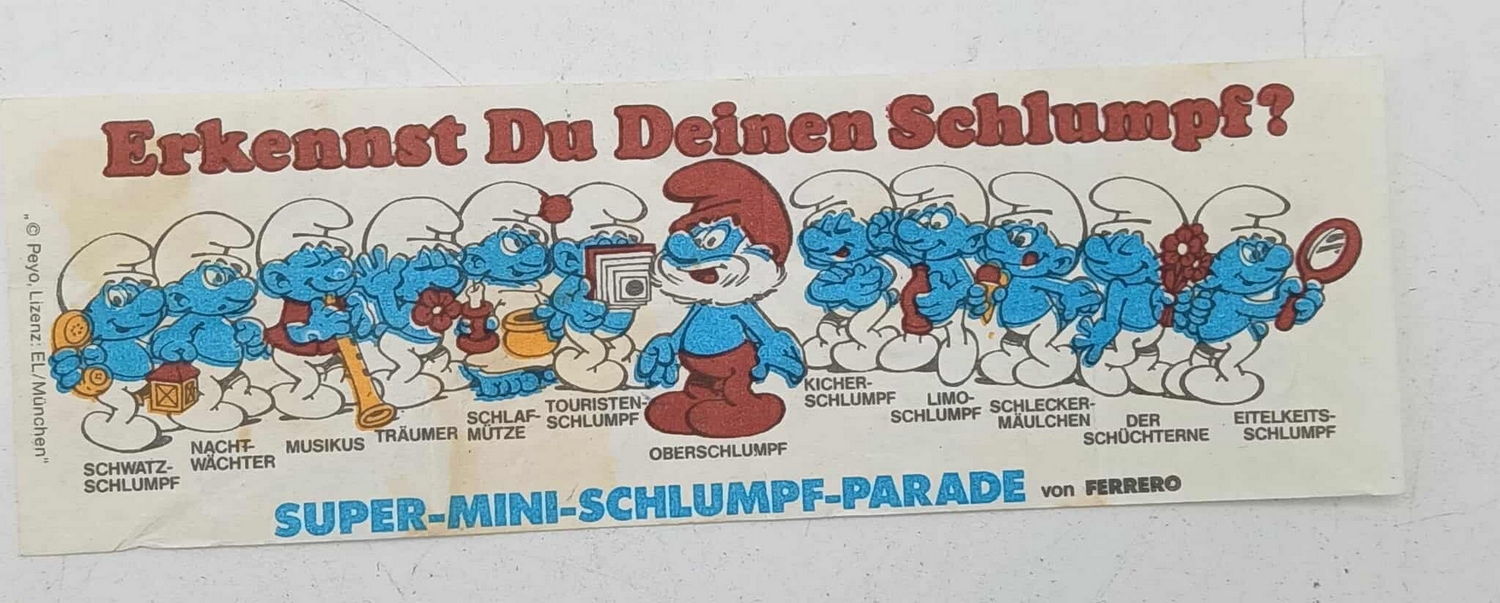 Erkennst Du Deinen Schlumpf?
„© Peyo, Lizenz: EL/München“
SCHWATZ-
SCHLUMPF
NACHT-
WÄCHTER
MUSIKUS
TRÄUMER
SCHLAF-
MÜTZE
TOURISTEN-
SCHLUMPF
OBERSCHLUMPF
KICHER-
SCHLUMPF
LIMO-
SCHLUMPF
SCHLECKER-
MÄULCHEN
DER
SCHÜCHTERNE
EITELKEITS-
SCHLUMPF
SUPER-MINI-SCHLUMPF-PARADE von FERRERO